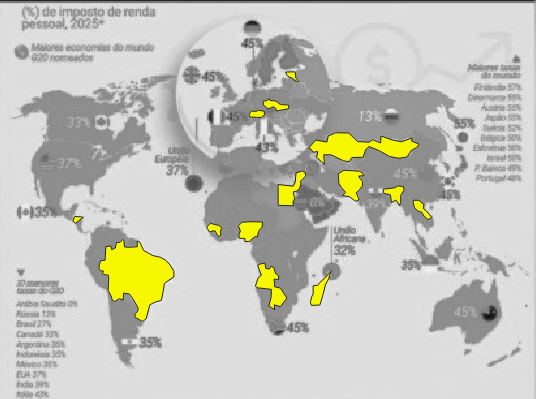 (%) de imposto de renda
pessoal, 2025*
Maiores economias do mundo
G20 nomeados
45%
45%
45%
43%
União
Européia
37%
33%
37%
35%
13%
55%
45%
45%
0%
39%
União
Africana
32%
35%
45%
45%
35%
Maiores taxas
do mundo
Finlândia 57%
Dinamarca 55%
Áustria 55%
Japão 55%
Suécia 52%
Bélgica 50%
Eslovênia 50%
Israel 50%
P. Baixos 49%
Portugal 48%
10 menores
taxas do G20
Arábia Saudita 0%
Rússia 13%
Brasil 27%
Canadá 33%
Argentina 35%
Indonésia 35%
México 35%
EUA 37%
Índia 39%
Itália 43%